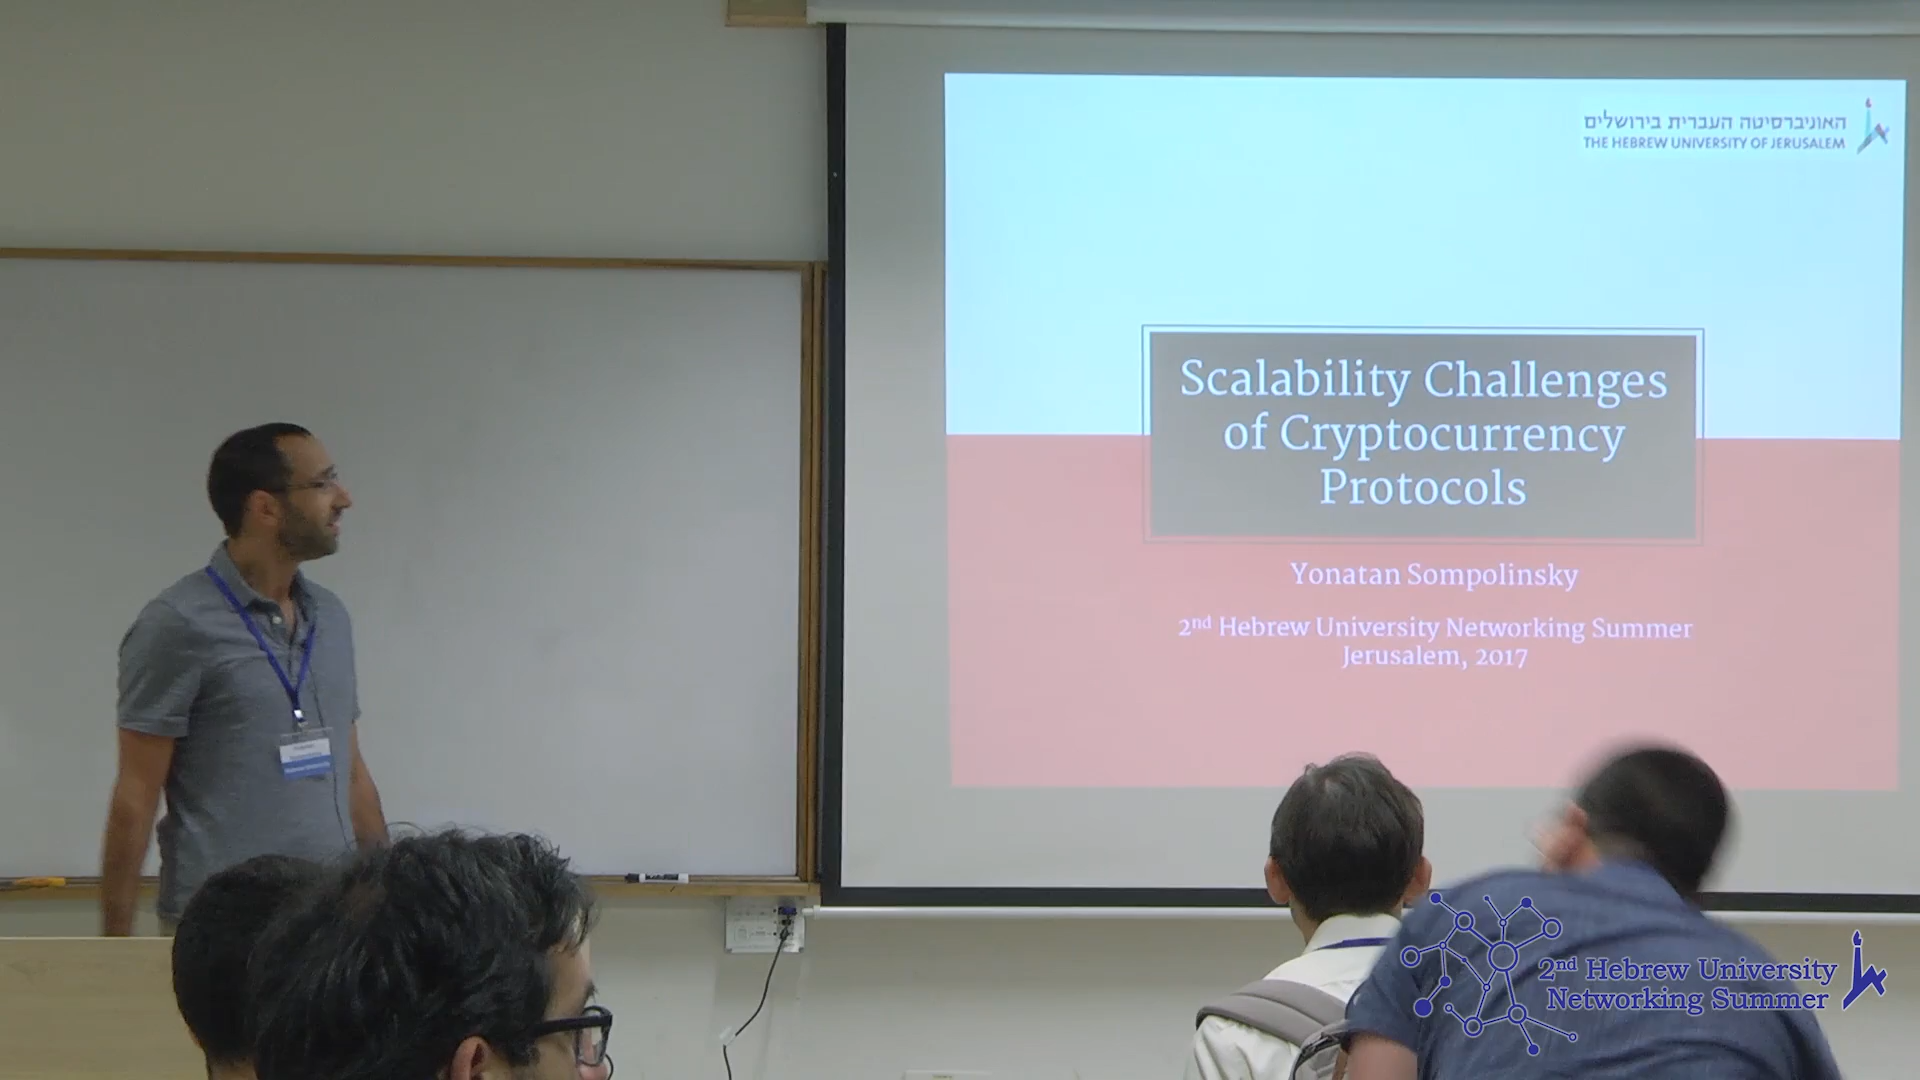 האוניברסיטה העברית בירושלים
THE HEBREW UNIVERSITY OF JERUSALEM
Scalability Challenges
of Cryptocurrency
Protocols
Yonatan Sompolinsky
2nd Hebrew University Networking Summer
Jerusalem, 2017
2nd Hebrew University
Networking Summer